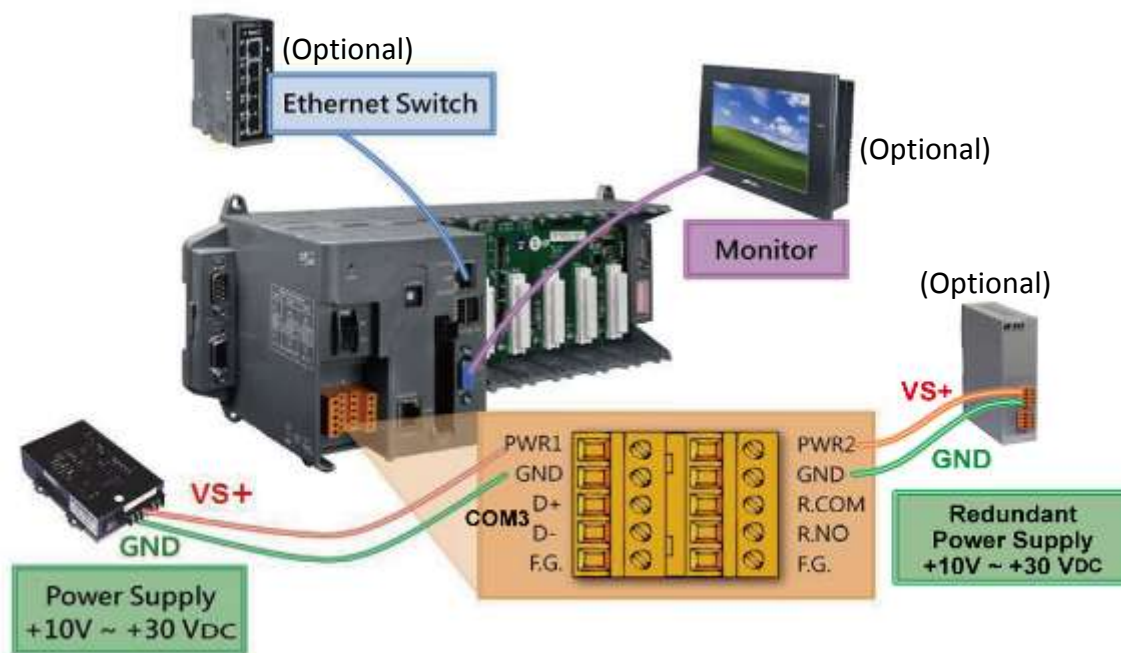 (Optional)
Ethernet Switch
(Optional)
Monitor
(Optional)
VS+
GND
PWR1
GND
COM3
D+
D-
F.G.
PWR2
GND
R.COM
R.NO
F.G.
VS+
GND
Power Supply
+10V ~ +30 VDC
Redundant
Power Supply
+10V ~ +30 VDC